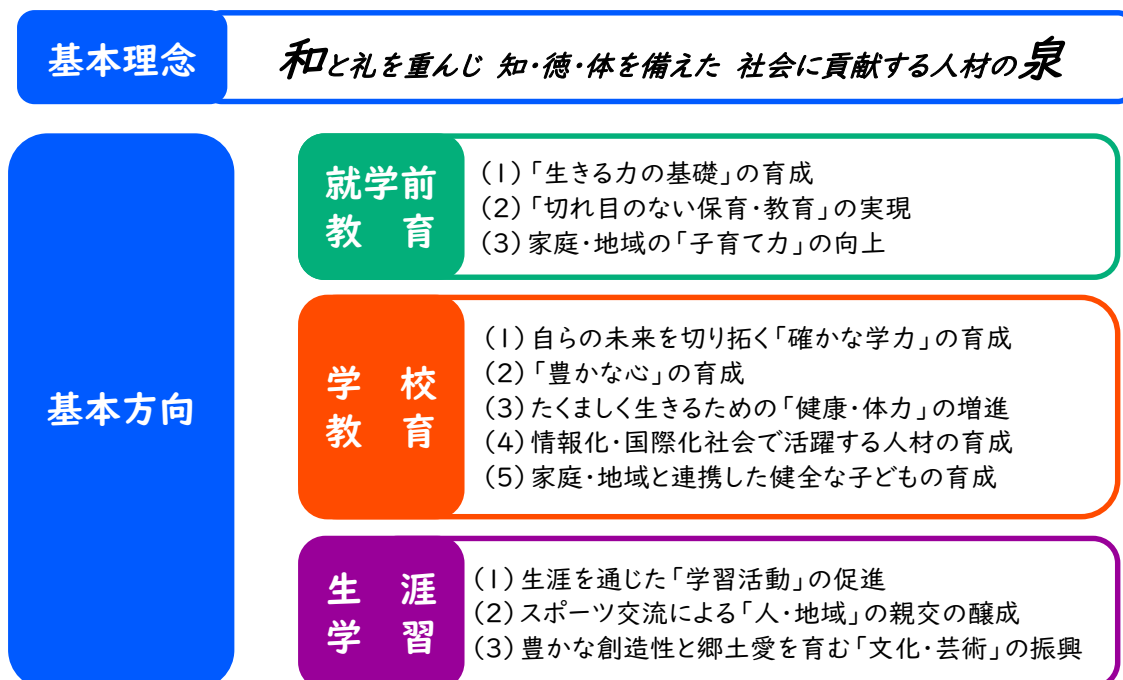 基本理念
和と礼を重んじ 知・徳・体を備えた 社会に貢献する人材の泉
基本方向
就学前
教 育
(1)「生きる力の基礎」の育成
(2)「切れ目のない保育・教育」の実現
(3)家庭・地域の「子育て力」の向上
学 校
教 育
(1)自らの未来を切り拓く「確かな学力」の育成
(2)「豊かな心」の育成
(3)たくましく生きるための「健康・体力」の増進
(4)情報化・国際化社会で活躍する人材の育成
(5)家庭・地域と連携した健全な子どもの育成
生 涯
学 習
(1)生涯を通じた「学習活動」の促進
(2)スポーツ交流による「人・地域」の親交の醸成
(3)豊かな創造性と郷土愛を育む「文化・芸術」の振興